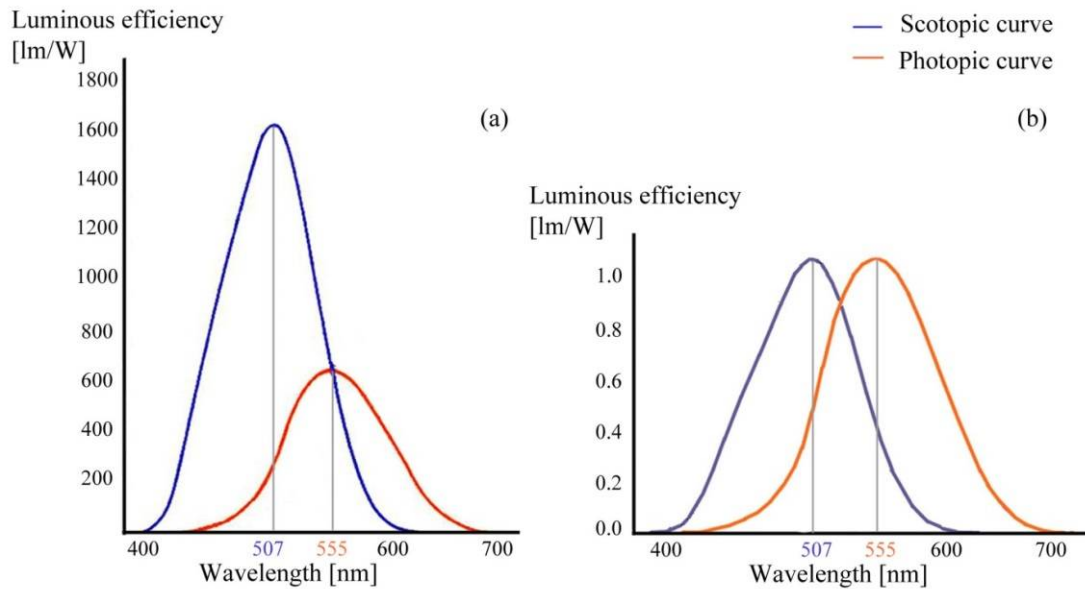 Luminous efficiency
[lm/W]
1800
1600
1400
1200
1000
800
600
400
200
400
507
555
600
700
Wavelength [nm]
(a)
Scotopic curve
Photopic curve
(b)
Luminous efficiency
[lm/W]
1.0
0.8
0.6
0.4
0.2
0.0
400
507
555
600
700
Wavelength [nm]